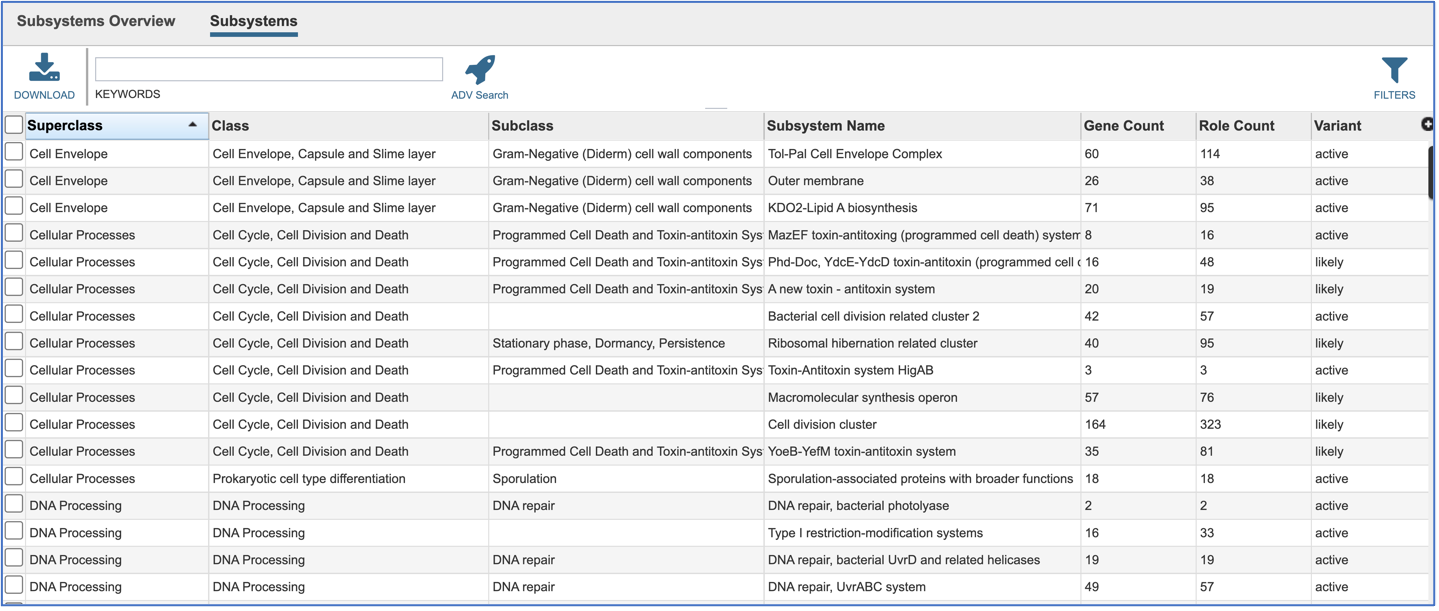 Subsystems Overview Subsystems
DOWNLOAD KEYWORDS ADV Search FILTERS
Superclass Class Subclass Subsystem Name Gene Count Role Count Variant
Cell Envelope Cell Envelope, Capsule and Slime layer Gram-Negative (Diderm) cell wall components Tol-Pal Cell Envelope Complex 60 114 active
Cell Envelope Cell Envelope, Capsule and Slime layer Gram-Negative (Diderm) cell wall components Outer membrane 26 38 active
Cell Envelope Cell Envelope, Capsule and Slime layer Gram-Negative (Diderm) cell wall components KDO2-Lipid A biosynthesis 71 95 active
Cellular Processes Cell Cycle, Cell Division and Death Programmed Cell Death and Toxin-antitoxin Sys MazEF toxin-antitoxing (programmed cell death) system 8 16 active
Cellular Processes Cell Cycle, Cell Division and Death Programmed Cell Death and Toxin-antitoxin Sys Phd-Doc, YdcE-YdcD toxin-antitoxin (programmed cell 16 48 likely
Cellular Processes Cell Cycle, Cell Division and Death Programmed Cell Death and Toxin-antitoxin Sys A new toxin - antitoxin system 20 19 likely
Cellular Processes Cell Cycle, Cell Division and Death Bacterial cell division related cluster 2 42 57 active
Cellular Processes Cell Cycle, Cell Division and Death Stationary phase, Dormancy, Persistence Ribosomal hibernation related cluster 40 95 likely
Cellular Processes Cell Cycle, Cell Division and Death Programmed Cell Death and Toxin-antitoxin Sys Toxin-Antitoxin system HigAB 3 3 active
Cellular Processes Cell Cycle, Cell Division and Death Macromolecular synthesis operon 57 76 likely
Cellular Processes Cell Cycle, Cell Division and Death Cell division cluster 164 323 likely
Cellular Processes Cell Cycle, Cell Division and Death Programmed Cell Death and Toxin-antitoxin Sys YoeB-YefM toxin-antitoxin system 35 81 likely
Cellular Processes Prokaryotic cell type differentiation Sporulation Sporulation-associated proteins with broader functions 18 18 active
DNA Processing DNA Processing DNA repair DNA repair, bacterial photolyase 2 2 active
DNA Processing DNA Processing Type I restriction-modification systems 16 33 active
DNA Processing DNA Processing DNA repair DNA repair, bacterial UvrD and related helicases 19 19 active
DNA Processing DNA Processing DNA repair DNA repair, UvrABC system 49 57 active